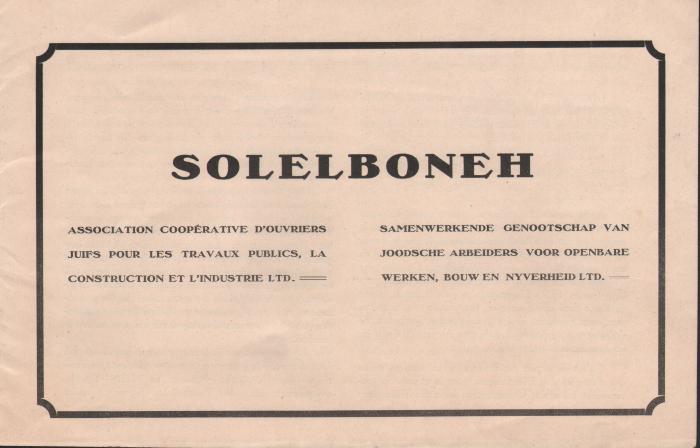 SOLELBONEH
ASSOCIATION COOPÉRATIVE D'OUVRIERS
JUIFS POUR LES TRAVAUX PUBLICS, LA
CONSTRUCTION ET L'INDUSTRIE LTD.
SAMENWERKENDE GENOOTSCHAP VAN
JOODSCHE ARBEIDERS VOOR OPENBARE
WERKEN, BOUW EN NYVERHEID LTD.